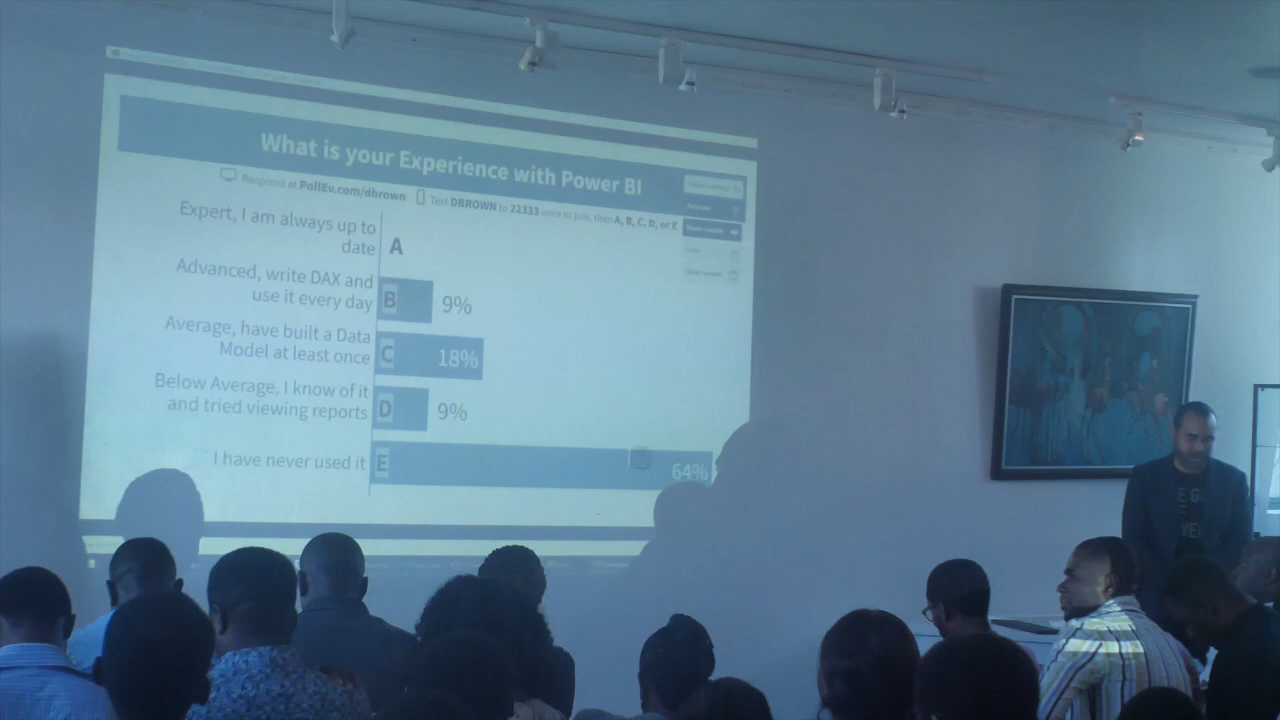 What is your Experience with Power BI
Respond at PollEv.com/dbrown Text DBROWN to 22333 once to join, then A, B, C, D, or E
Expert, I am always up to
date A
Advanced, write DAX and
use it every day B 9%
Average, have built a Data
Model at least once C 18%
Below Average, I know of it
and tried viewing reports D 9%
I have never used it E 64%